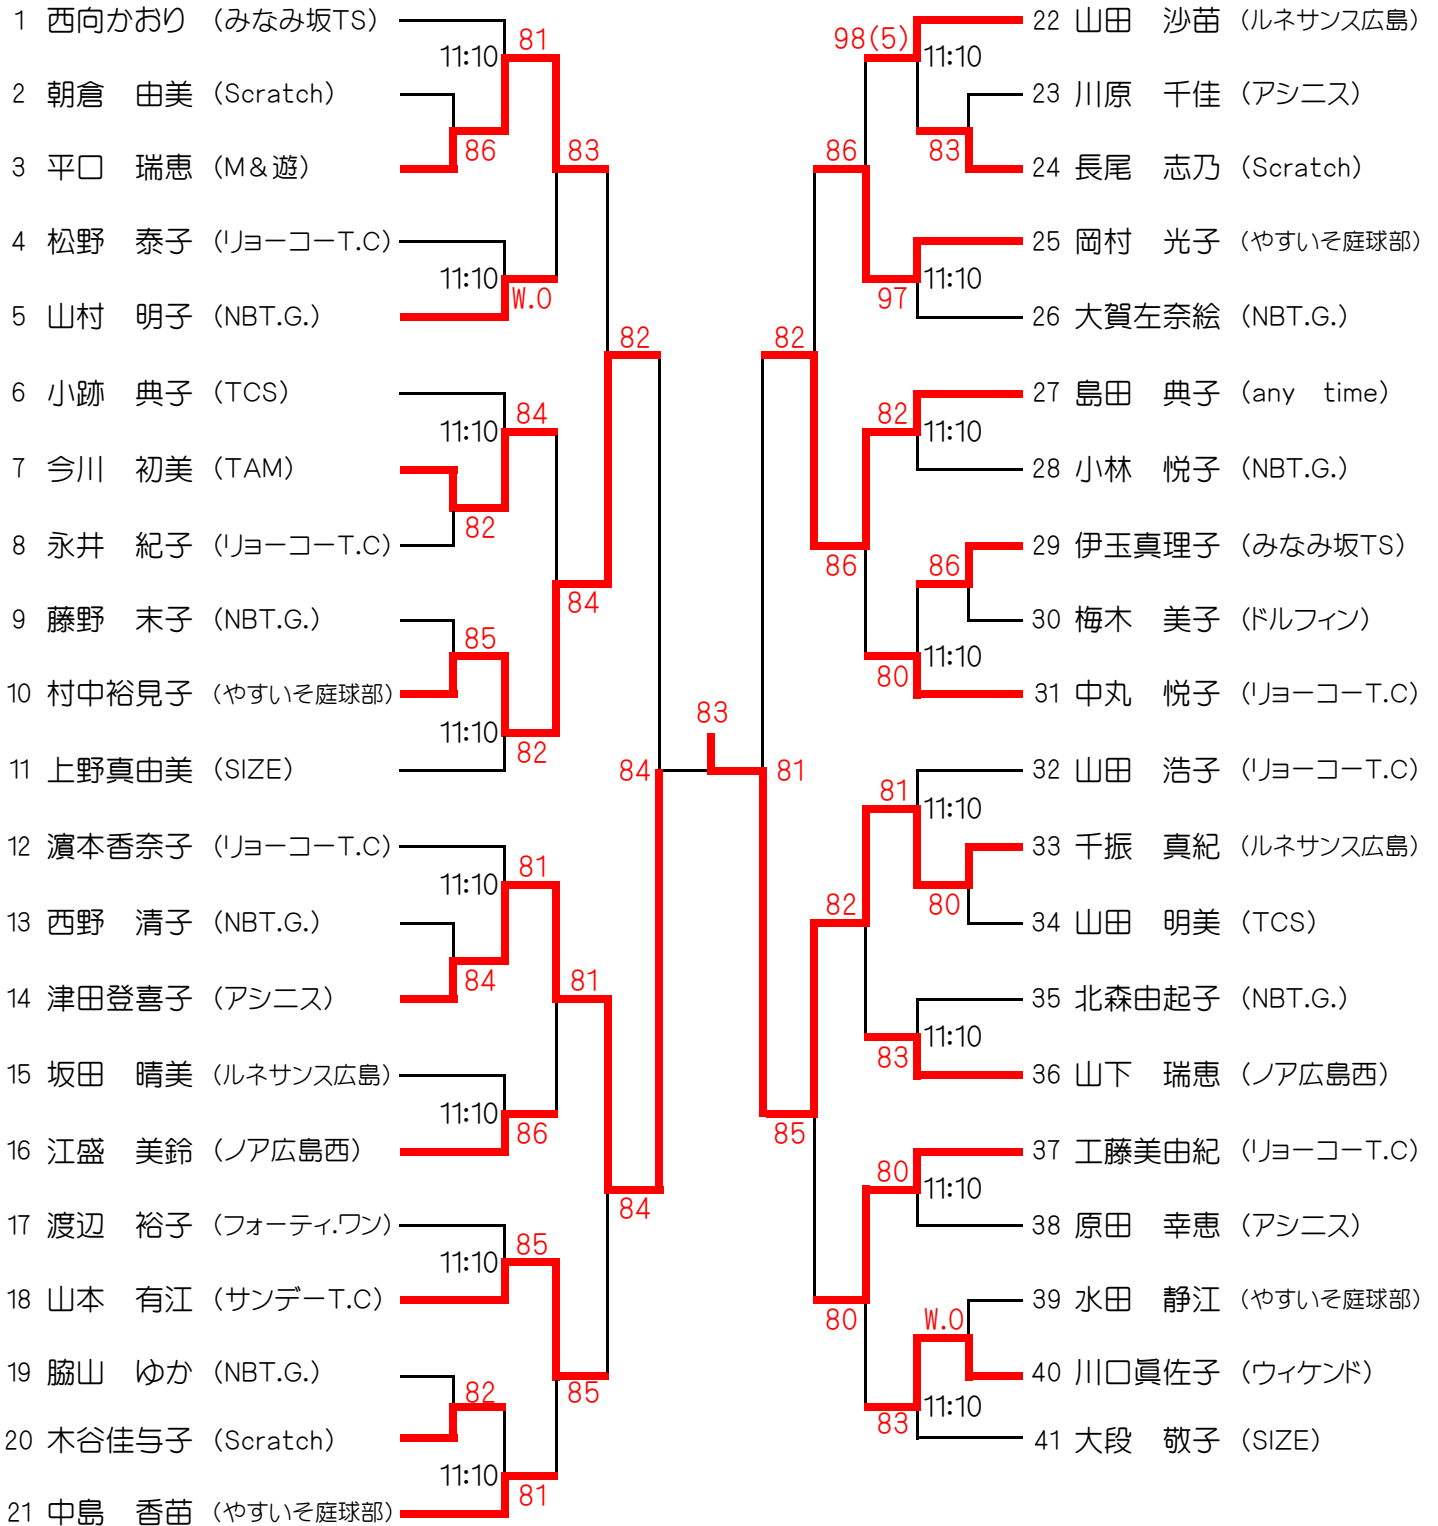 1 西向かおり (みなみ坂TS)
11:10
81
2 朝倉 由美 (Scratch)
86
83
3 平口 瑞恵 (M&遊)
4 松野 泰子 (リョーコーT.C)
11:10
W.O
5 山村 明子 (NBT.G.)
82
6 小跡 典子 (TCS)
11:10
84
7 今川 初美 (TAM)
82
8 永井 紀子 (リョーコーT.C)
84
9 藤野 末子 (NBT.G.)
85
10 村中裕見子 (やすいそ庭球部)
11:10
82
11 上野真由美 (SIZE)
84
12 濵本香奈子 (リョーコーT.C)
11:10
81
13 西野 清子 (NBT.G.)
84
81
14 津田登喜子 (アシニス)
15 坂田 晴美 (ルネサンス広島)
11:10
86
16 江盛 美鈴 (ノア広島西)
84
17 渡辺 裕子 (フォーティ.ワン)
11:10
85
18 山本 有江 (サンデーT.C)
19 脇山 ゆか (NBT.G.)
82
85
20 木谷佳与子 (Scratch)
11:10
81
21 中島 香苗 (やすいそ庭球部)
83
22 山田 沙苗 (ルネサンス広島)
98(5)
11:10
23 川原 千佳 (アシニス)
86
83
24 長尾 志乃 (Scratch)
25 岡村 光子 (やすいそ庭球部)
11:10
97
26 大賀左奈絵 (NBT.G.)
82
27 島田 典子 (any time)
82
11:10
28 小林 悦子 (NBT.G.)
29 伊玉真理子 (みなみ坂TS)
86
86
30 梅木 美子 (ドルフィン)
11:10
80
31 中丸 悦子 (リョーコーT.C)
81
32 山田 浩子 (リョーコーT.C)
81
11:10
33 千振 真紀 (ルネサンス広島)
82
80
34 山田 明美 (TCS)
35 北森由起子 (NBT.G.)
11:10
83
36 山下 瑞恵 (ノア広島西)
85
37 工藤美由紀 (リョーコーT.C)
80
11:10
38 原田 幸恵 (アシニス)
39 水田 静江 (やすいそ庭球部)
80
W.O
40 川口眞佐子 (ウィケンド)
11:10
83
41 大段 敬子 (SIZE)